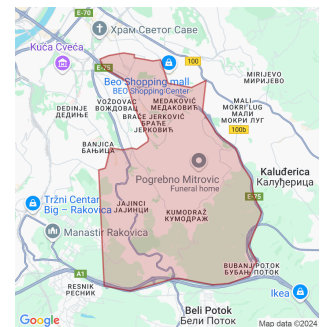 E-70
Храм Светог Саве
Кuća Cveća
E-75
100
Beo Shopping mall
BEO Shopping Center
MIRIJEVO
МИРИЈЕВО
VOŽDOVAC
ВОЖДОВАЦ
MEDAKOVIĆ
МЕДАКОВИЋ
DEDINJE
ДЕДИЊЕ
BRAĆE JERKOVIĆ
БРАЋЕ
ЈЕРКОВИЋ
MALI
MOKRI LUG
МАЛИ
МОКРИ ЛУГ
100b
BANJICA
БАЊИЦА
Pogrebno Mitrovic
Funeral home
Kaluđerica
Калуђерица
E-75
Tržni Centar
Big – Rakovica
JAJINCI
ЈАЈИНЦИ
KUMODRAŽ
КУМОДРАЖ
Manastir Rakovica
BUBANJ POTOK
БУБАЊ ПОТОК
A1
RESNIK
РЕСНИК
Ikea
Beli Potok
Бели Поток
Google
Map data ©2024